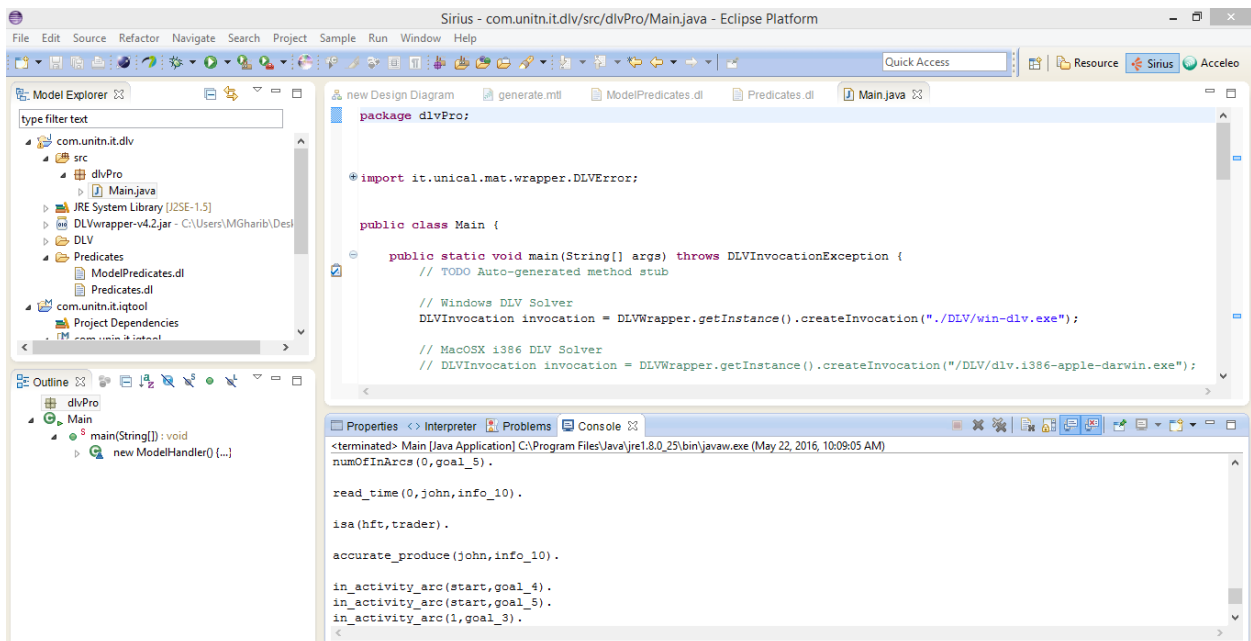 Sirius - com.unitn.it.dlv/src/dlvPro/Main.java - Eclipse Platform
File Edit Source Refactor Navigate Search Project Sample Run Window Help
Quick Access Resource Sirius Acceleo
Model Explorer
type filter text
com.unitn.it.dlv
src
dlvPro
Main.java
JRE System Library [J2SE-1.5]
DLVwrapper-v4.2.jar - C:\Users\MGharib\Desk
DLV
Predicates
ModelPredicates.dl
Predicates.dl
com.unitn.it.iqtool
Project Dependencies
Outline
dlvPro
Main
main(String[]) : void
new ModelHandler() {...}
new Design Diagram generate.mtl ModelPredicates.dl Predicates.dl Main.java
package dlvPro;
import it.unical.mat.wrapper.DLVError;
public class Main {
public static void main(String[] args) throws DLVInvocationException {
// TODO Auto-generated method stub
// Windows DLV Solver
DLVInvocation invocation = DLVWrapper.getInstance().createInvocation("./DLV/win-dlv.exe");
// MacOSX i386 DLV Solver
// DLVInvocation invocation = DLVWrapper.getInstance().createInvocation("/DLV/dlv.i386-apple-darwin.exe");
Properties Interpreter Problems Console
<terminated> Main [Java Application] C:\Program Files\Java\jre1.8.0_25\bin\javaw.exe (May 22, 2016, 10:09:05 AM)
numOfInArcs(0,goal_5).
read_time(0,john,info_10).
isa(hft,trader).
accurate_produce(john,info_10).
in_activity_arc(start,goal_4).
in_activity_arc(start,goal_5).
in_activity_arc(1,goal_3).